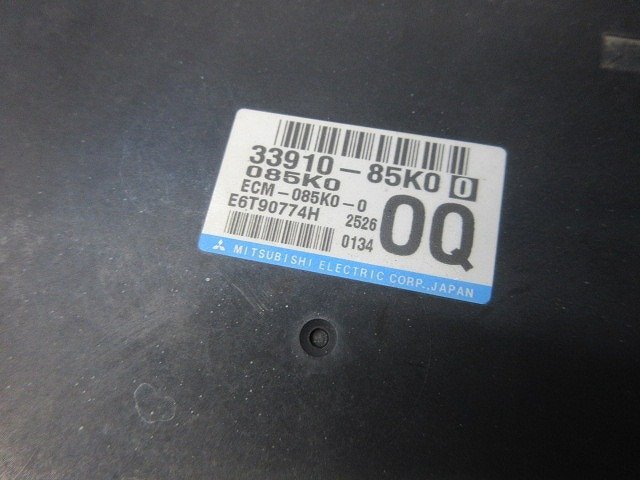 33910-85K0 0
085K0
ECM-085K0-0
E6T90774H 2526
0134
0Q
MITSUBISHI ELECTRIC CORP.,JAPAN